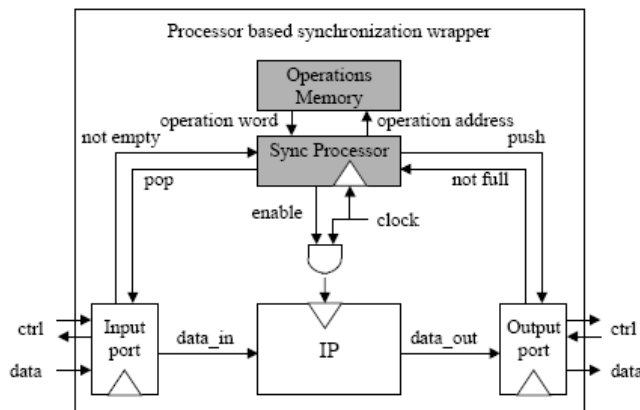 Processor based synchronization wrapper
Operations
Memory
operation word
operation address
not empty
push
Sync Processor
pop
not full
enable
clock
ctrl
Input
port
data_in
IP
data_out
Output
port
ctrl
data
data